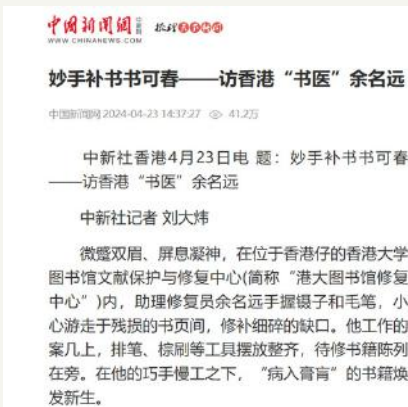 中国新闻网
WWW.CHINANEWS.COM
梳理天下新闻
妙手补书书可春——访香港“书医”余名远
中国新闻网 2024-04-23 14:37:27 41.2万
中新社香港4月23日电 题：妙手补书书可春
——访香港“书医”余名远
中新社记者 刘大炜
微蹙双眉、屏息凝神，在位于香港仔的香港大学
图书馆文献保护与修复中心(简称“港大图书馆修复
中心”)内，助理修复员余名远手握镊子和毛笔，小
心游走于残损的书页间，修补细碎的缺口。他工作的
案几上，排笔、棕刷等工具摆放整齐，待修书籍陈列
在旁。在他的巧手慢工之下，“病入膏肓”的书籍焕
发新生。